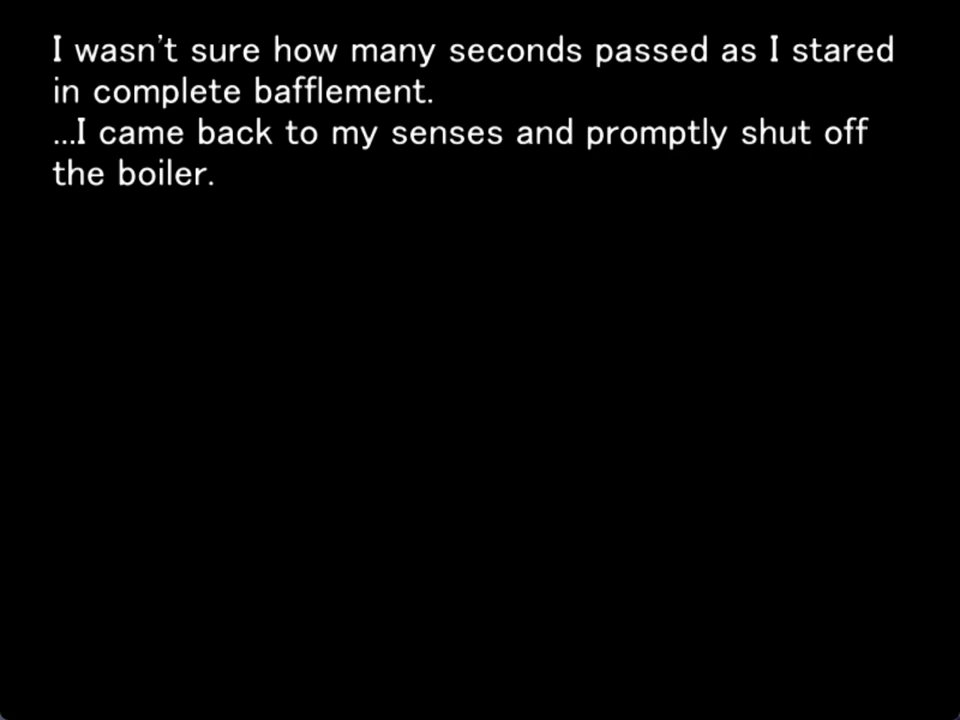 I wasn't sure how many seconds passed as I stared
in complete bafflement.
...I came back to my senses and promptly shut off
the boiler.